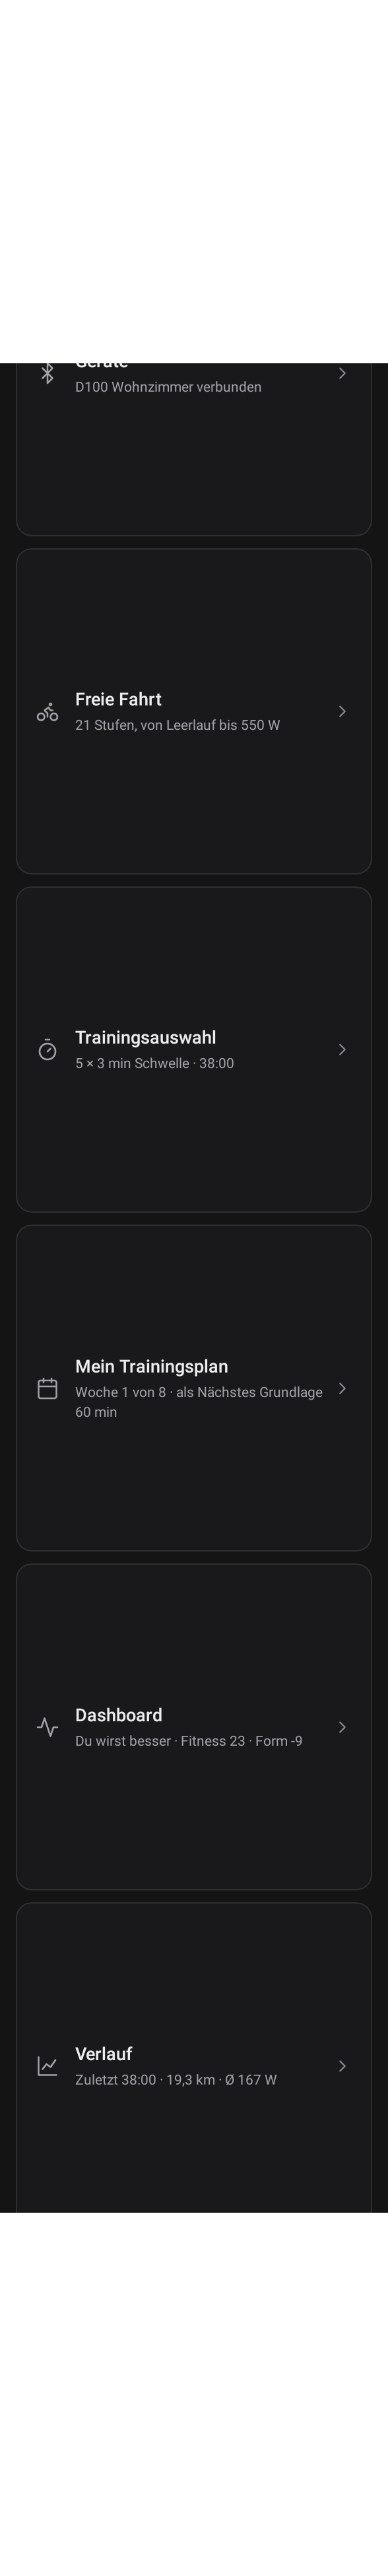 Geräte
D100 Wohnzimmer verbunden
Freie Fahrt
21 Stufen, von Leerlauf bis 550 W
Trainingsauswahl
5 × 3 min Schwelle · 38:00
Mein Trainingsplan
Woche 1 von 8 · als Nächstes Grundlage
60 min
Dashboard
Du wirst besser · Fitness 23 · Form -9
Verlauf
Zuletzt 38:00 · 19,3 km · Ø 167 W